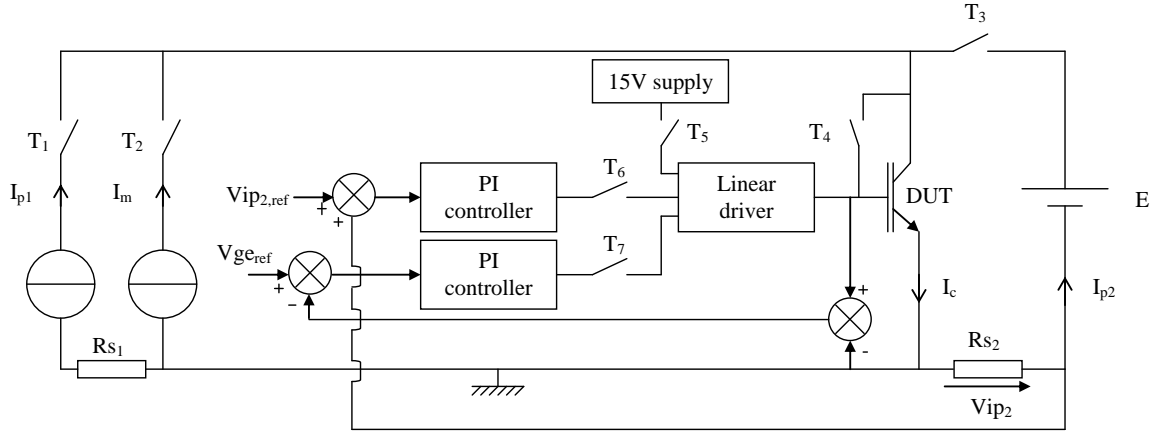 T3
15V supply
T1
T2
T5
T4
T6
Ip1
Im
Vip2,ref
+
+
PI
controller
Linear
driver
DUT
E
Vgeref
+
-
T7
PI
controller
+
-
Ic
Ip2
Rs1
Rs2
Vip2